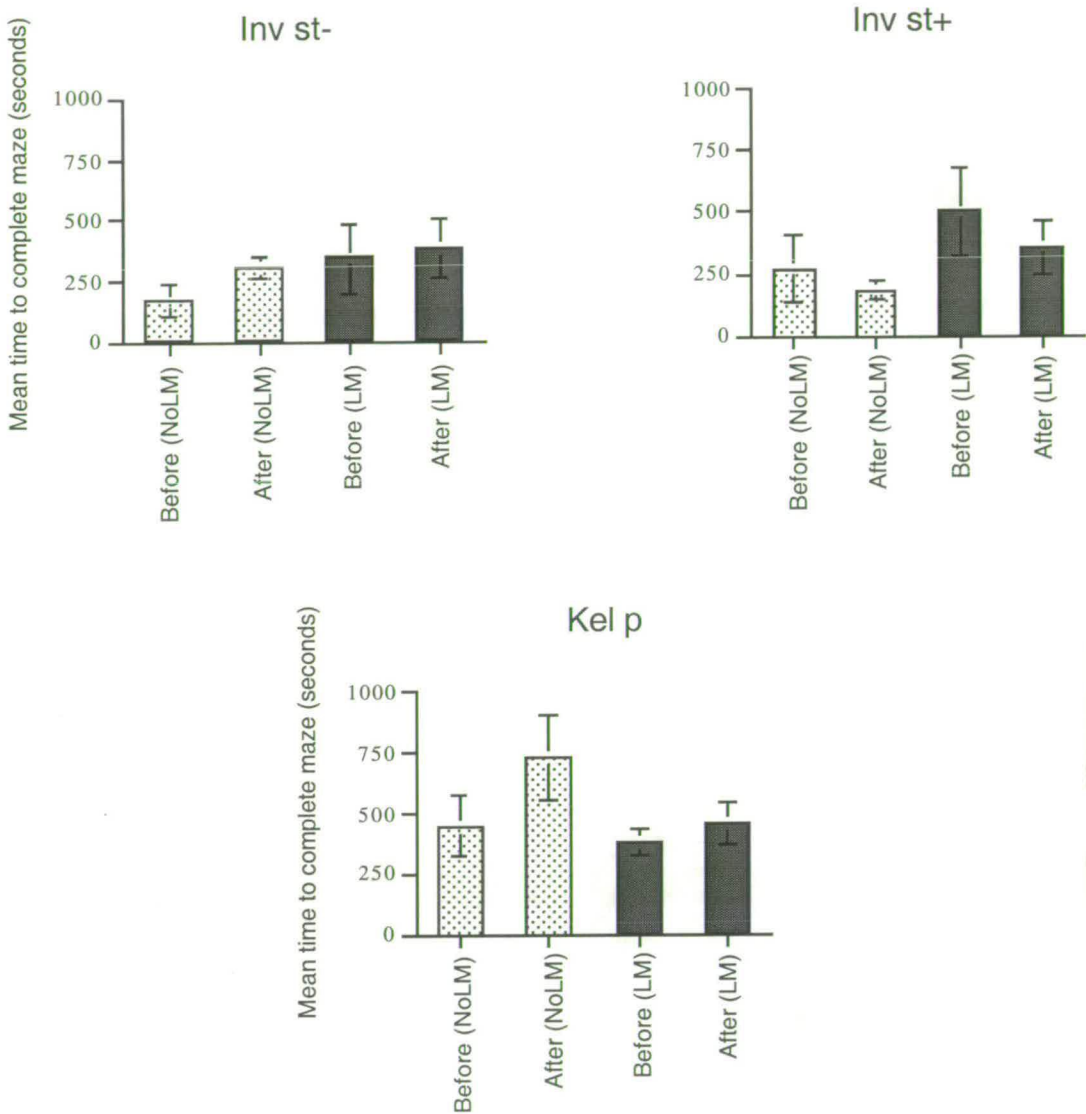 Inv st-
Mean time to complete maze (seconds)
1000
750
500
250
0
Before (NoLM)
After (NoLM)
Before (LM)
After (LM)
Inv st+
1000
750
500
250
0
Before (NoLM)
After (NoLM)
Before (LM)
After (LM)
Kel p
Mean time to complete maze (seconds)
1000
750
500
250
0
Before (NoLM)
After (NoLM)
Before (LM)
After (LM)